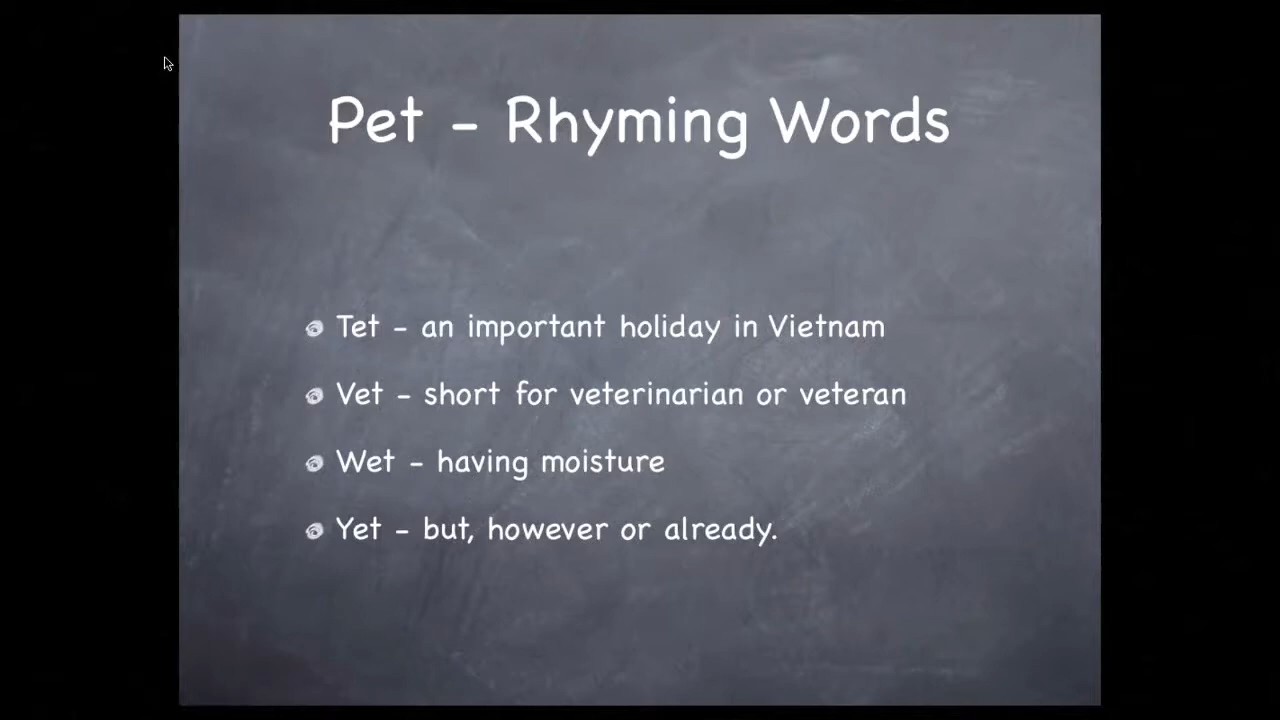 Pet - Rhyming Words
Tet - an important holiday in Vietnam
Vet - short for veterinarian or veteran
Wet - having moisture
Yet - but, however or already.